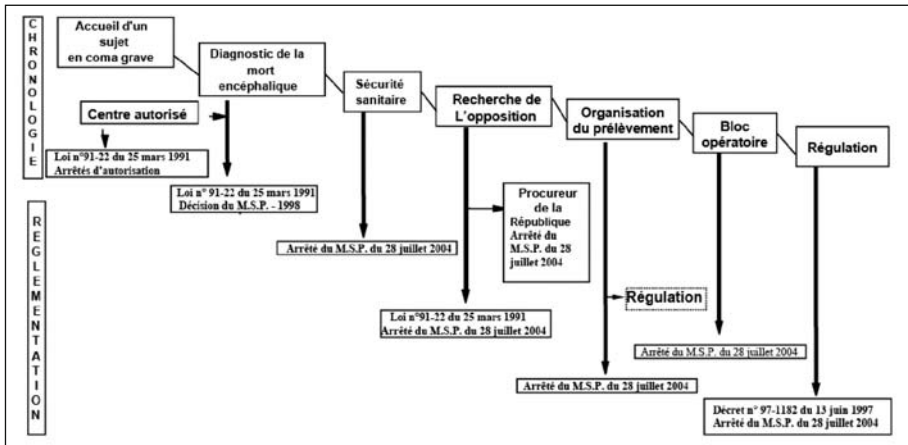 CHRONOLOGIE
Accueil d'un
sujet
en coma grave
Diagnostic de la
mort
encéphalique
Sécurité
sanitaire
Recherche de
L'opposition
Organisation
du prélèvement
Bloc
opératoire
Régulation
Centre autorisé
Loi n°91-22 du 25 mars 1991
Arrêtés d'autorisation
Loi n° 91-22 du 25 mars 1991
Décision du M.S.P. - 1998
Procureur
de la
République
Arrêté du
M.S.P. du 28
juillet 2004
Arrêté du M.S.P. du 28 juillet 2004
Régulation
Loi n°91-22 du 25 mars 1991
Arrêté du M.S.P. du 28 juillet 2004
Arrêté du M.S.P. du 28 juillet 2004
Arrêté du M.S.P. du 28 juillet 2004
Décret n° 97-1182 du 13 juin 1997
Arrêté du M.S.P. du 28 juillet 2004
REGLEMENTATION